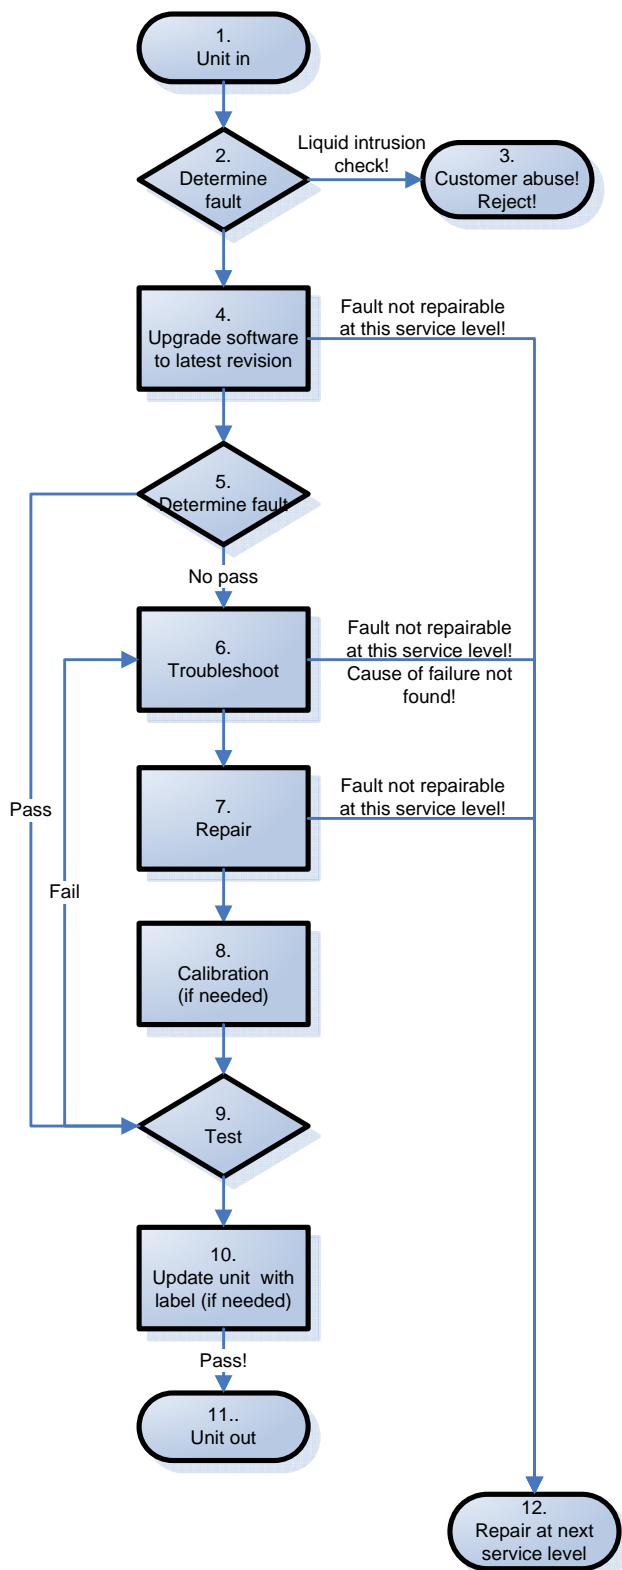 1.
Unit in
2.
Determine
fault
Liquid intrusion
check!
3.
Customer abuse!
Reject!
4.
Upgrade software
to latest revision
Fault not repairable
at this service level!
5.
Determine fault
No pass
6.
Troubleshoot
Fault not repairable
at this service level!
Cause of failure not
found!
7.
Repair
Fault not repairable
at this service level!
Pass
Fail
8.
Calibration
(if needed)
9.
Test
10.
Update unit with
label (if needed)
Pass!
11..
Unit out
12.
Repair at next
service level